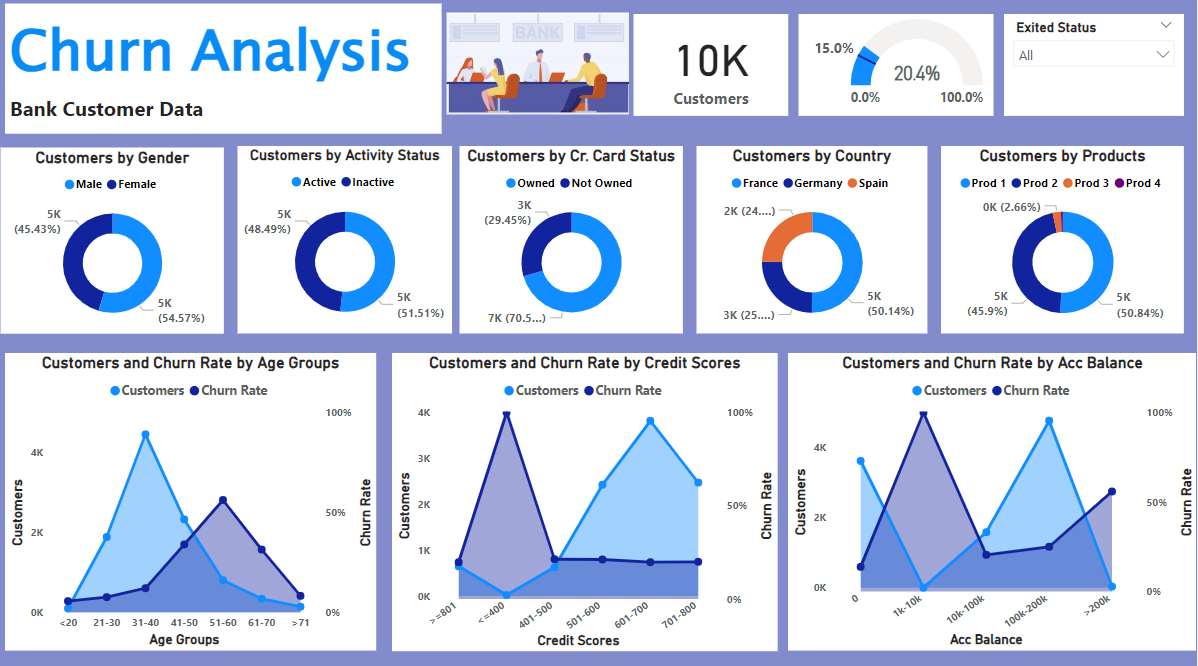 Churn Analysis
Bank Customer Data
BANK
10K
Customers
15.0%
20.4%
0.0%
100.0%
Exited Status
All
Customers by Gender
Male Female
5K
(45.43%)
5K
(54.57%)
Customers by Activity Status
Active Inactive
5K
(48.49%)
5K
(51.51%)
Customers by Cr. Card Status
Owned Not Owned
3K
(29.45%)
7K (70.5...)
Customers by Country
France Germany Spain
2K (24....)
3K (25....)
5K
(50.14%)
Customers by Products
Prod 1 Prod 2 Prod 3 Prod 4
0K (2.66%)
5K
(45.9%)
5K
(50.84%)
Customers and Churn Rate by Age Groups
Customers Churn Rate
100%
4K
50%
2K
0K
0%
Customers
Churn Rate
<20 21-30 31-40 41-50 51-60 61-70 >71
Age Groups
Customers and Churn Rate by Credit Scores
Customers Churn Rate
4K
100%
3K
2K
50%
1K
0K
0%
Customers
Churn Rate
>=801 <=400 401-500 501-600 601-700 701-800
Credit Scores
Customers and Churn Rate by Acc Balance
Customers Churn Rate
100%
4K
50%
2K
0K
0%
Customers
Churn Rate
0 1k-10k 10k-100k 100k-200k >200k
Acc Balance